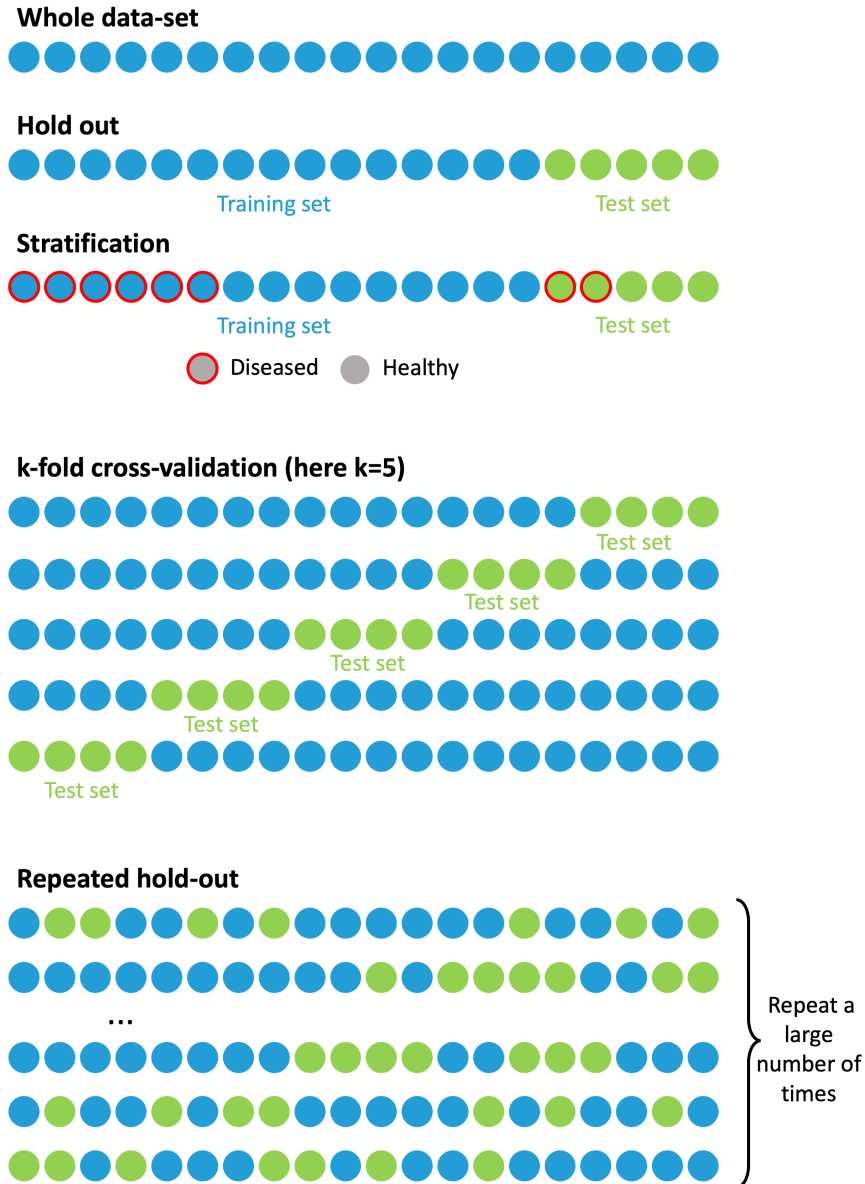 Whole data-set
Hold out
Training set
Test set
Stratification
Training set
Test set
Diseased
Healthy
k-fold cross-validation (here k=5)
Test set
Test set
Test set
Test set
Test set
Repeated hold-out
...
Repeat a
large
number of
times